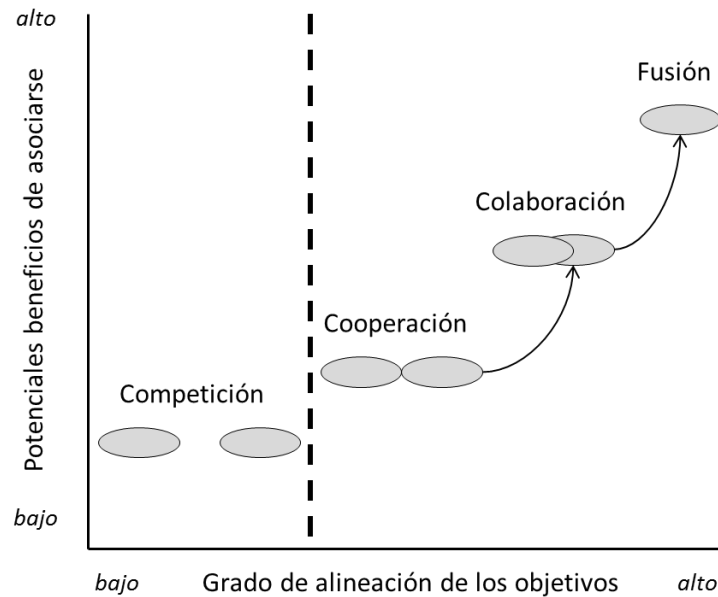 alto
Fusión
Colaboración
Cooperación
Competición
Potenciales beneficios de asociarse
bajo
bajo Grado de alineación de los objetivos alto